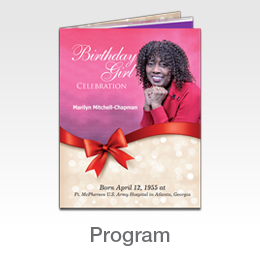 Birthday
Girl
CELEBRATION
Marilyn Mitchell-Chapman
Born April 12, 1955 at
Ft. McPherson U.S. Army Hospital in Atlanta, Georgia
Program